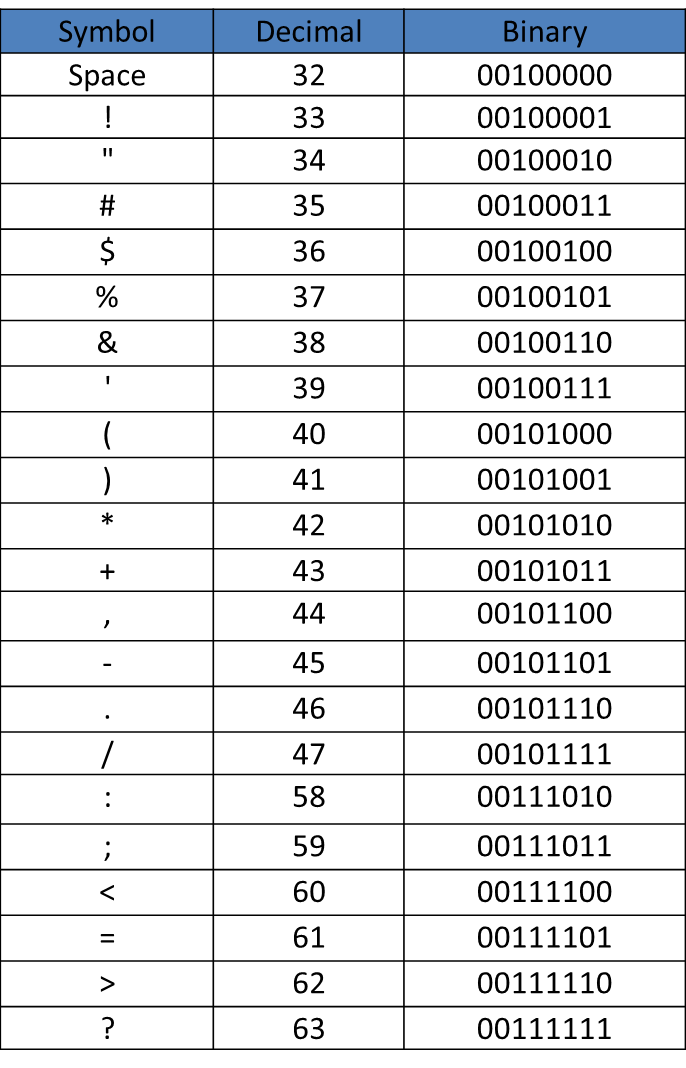 Symbol Decimal Binary
Space 32 00100000
! 33 00100001
" 34 00100010
# 35 00100011
$ 36 00100100
% 37 00100101
& 38 00100110
' 39 00100111
( 40 00101000
) 41 00101001
* 42 00101010
+ 43 00101011
, 44 00101100
- 45 00101101
. 46 00101110
/ 47 00101111
: 58 00111010
; 59 00111011
< 60 00111100
= 61 00111101
> 62 00111110
? 63 00111111